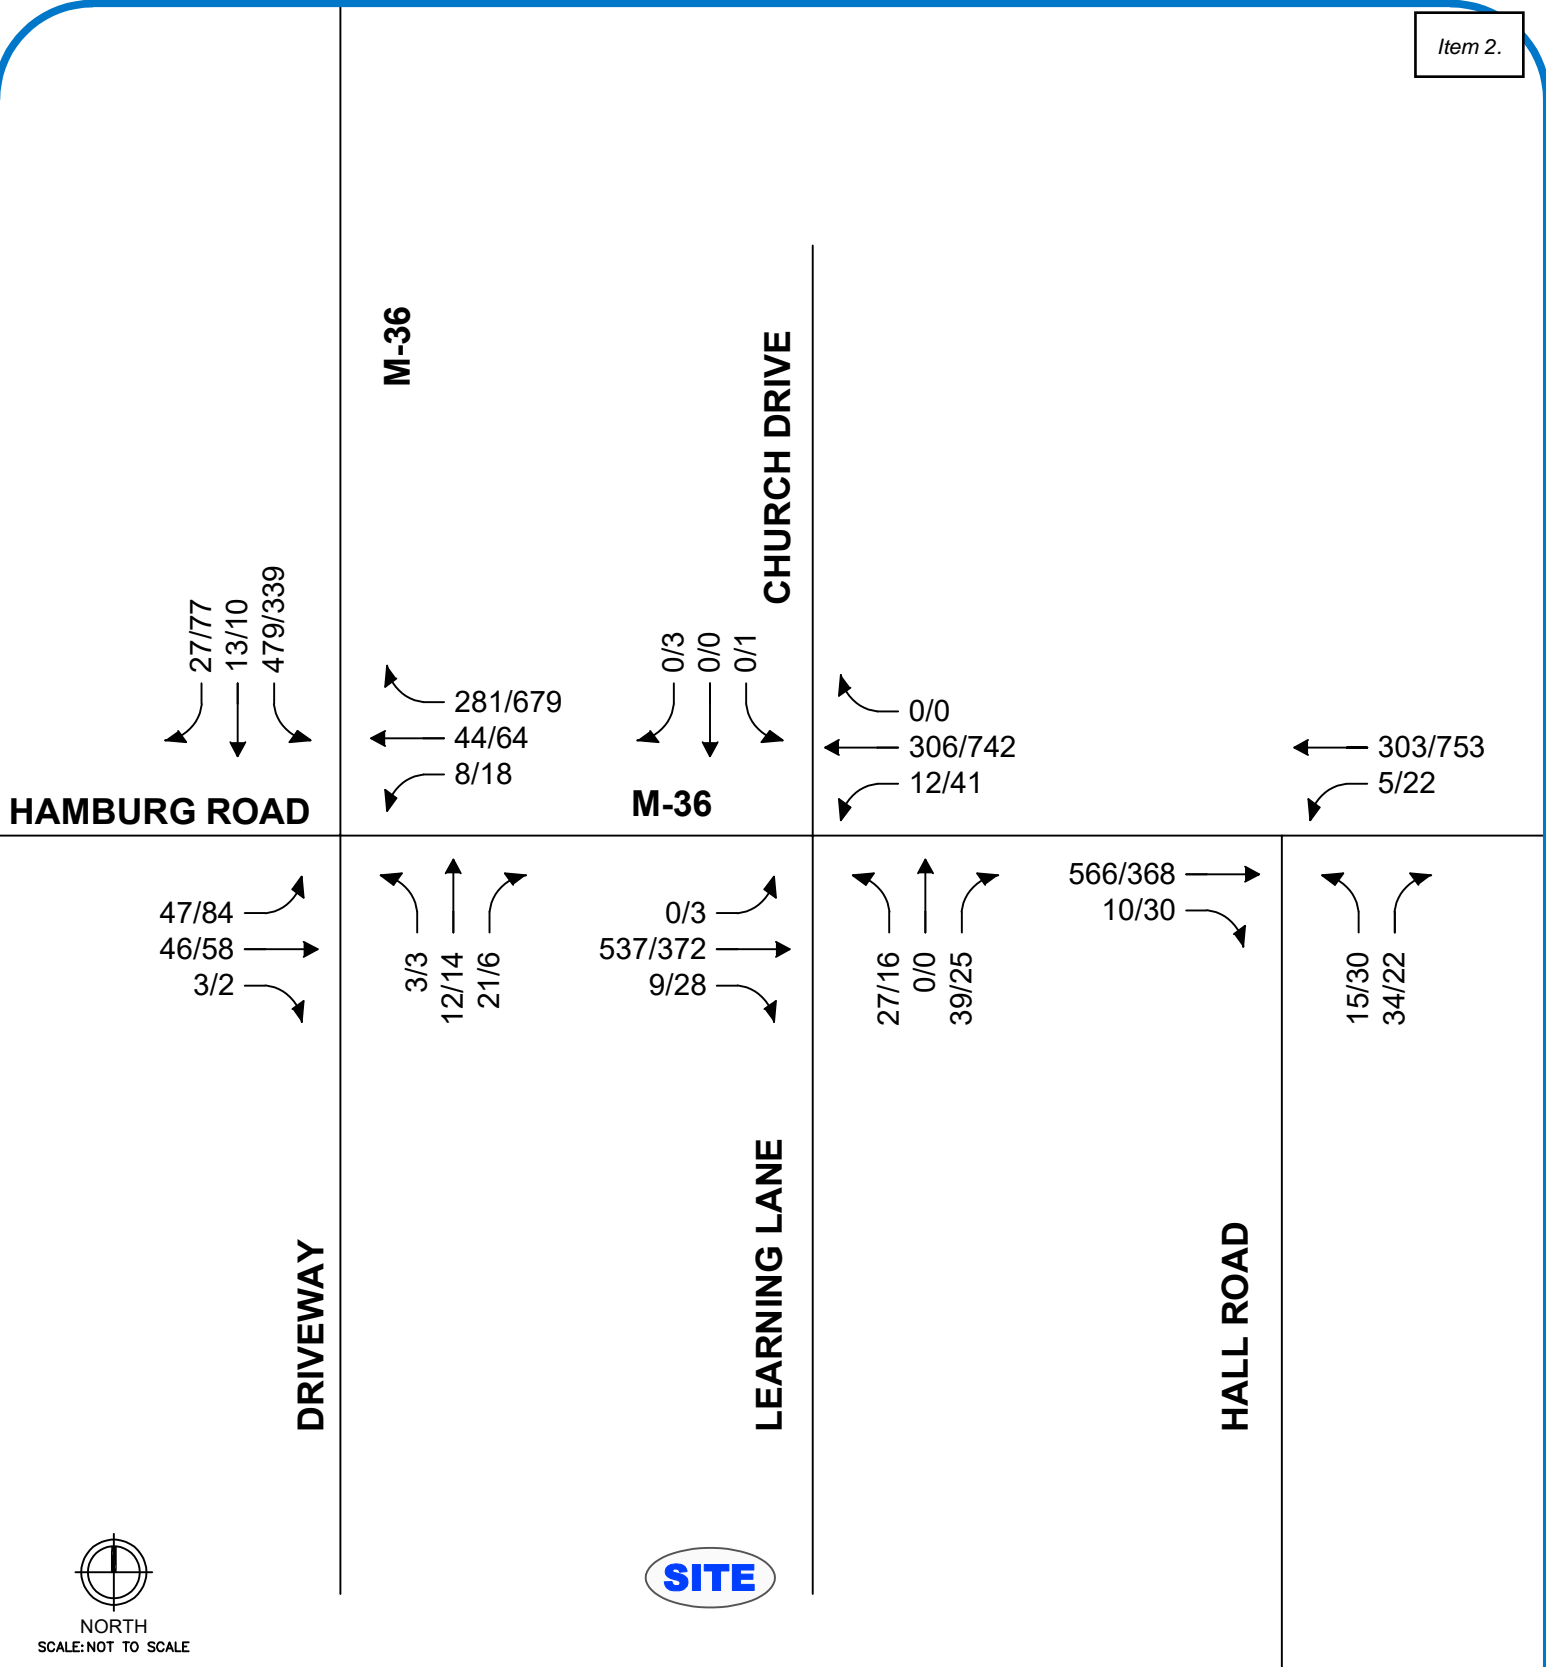 Item 2.
M-36
CHURCH DRIVE
27/77
13/10
479/339
281/679
44/64
8/18
0/3
0/0
0/1
0/0
306/742
12/41
303/753
5/22
HAMBURG ROAD
M-36
47/84
46/58
3/2
3/3
12/14
21/6
0/3
537/372
9/28
27/16
0/0
39/25
566/368
10/30
15/30
34/22
DRIVEWAY
LEARNING LANE
HALL ROAD
SITE
NORTH
SCALE: NOT TO SCALE